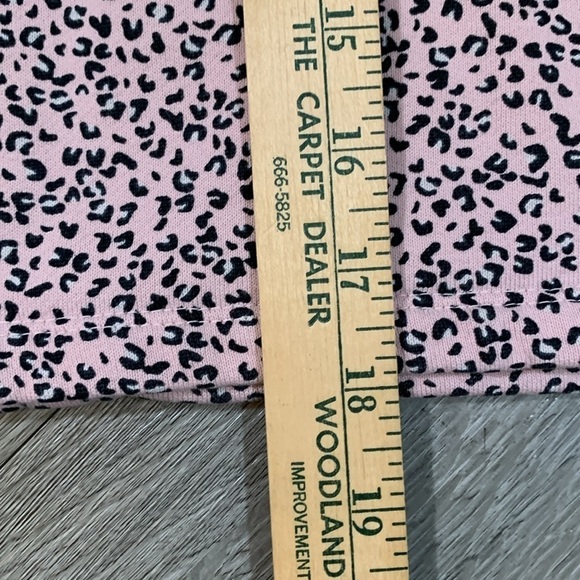 15
16
17
18
19
THE CARPET DEALER
666-5825
WOODLAND
IMPROVEMENT